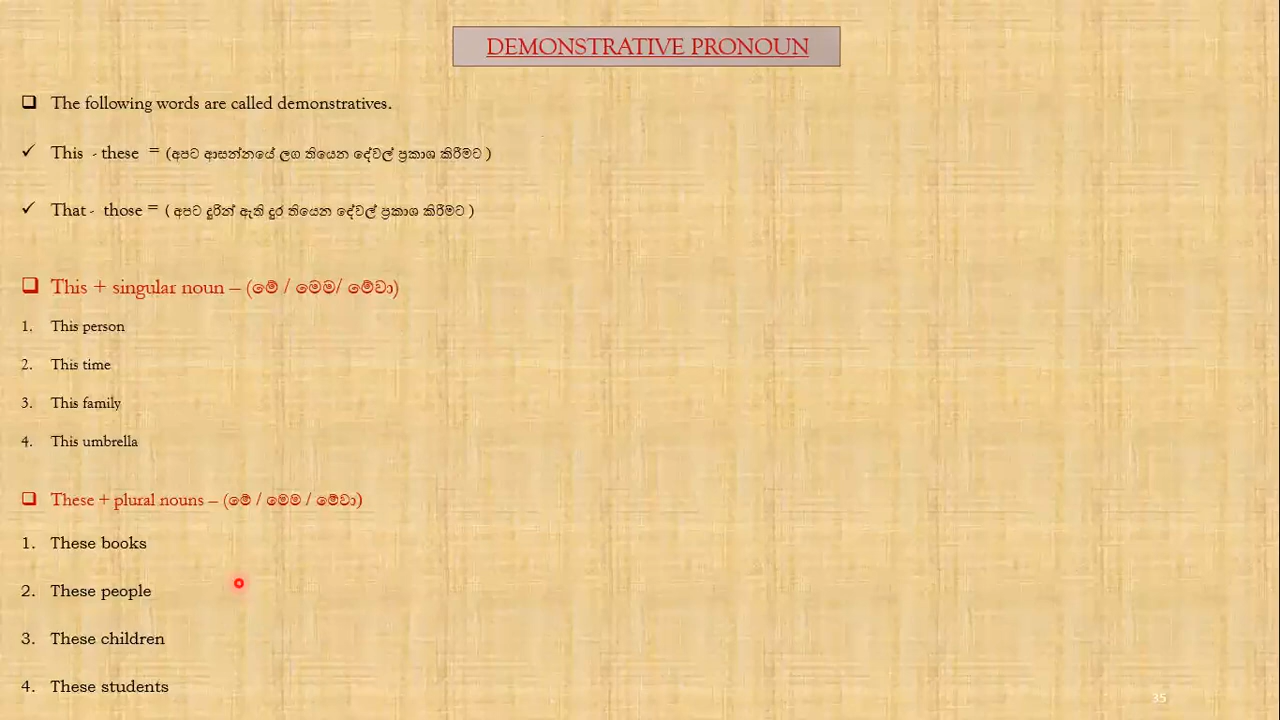 DEMONSTRATIVE PRONOUN
❑ The following words are called demonstratives.
✓ This - these = (අපට ආසන්නයේ ලග තියෙන දේවල් ප්‍රකාශ කිරීමට )
✓ That - those = ( අපට දුරින් ඇති දුර තියෙන දේවල් ප්‍රකාශ කිරීමට )
❑ This + singular noun – (මේ / මෙම/ මේවා)
1. This person
2. This time
3. This family
4. This umbrella
❑ These + plural nouns – (මේ / මෙම / මේවා)
1. These books
2. These people
3. These children
4. These students
35